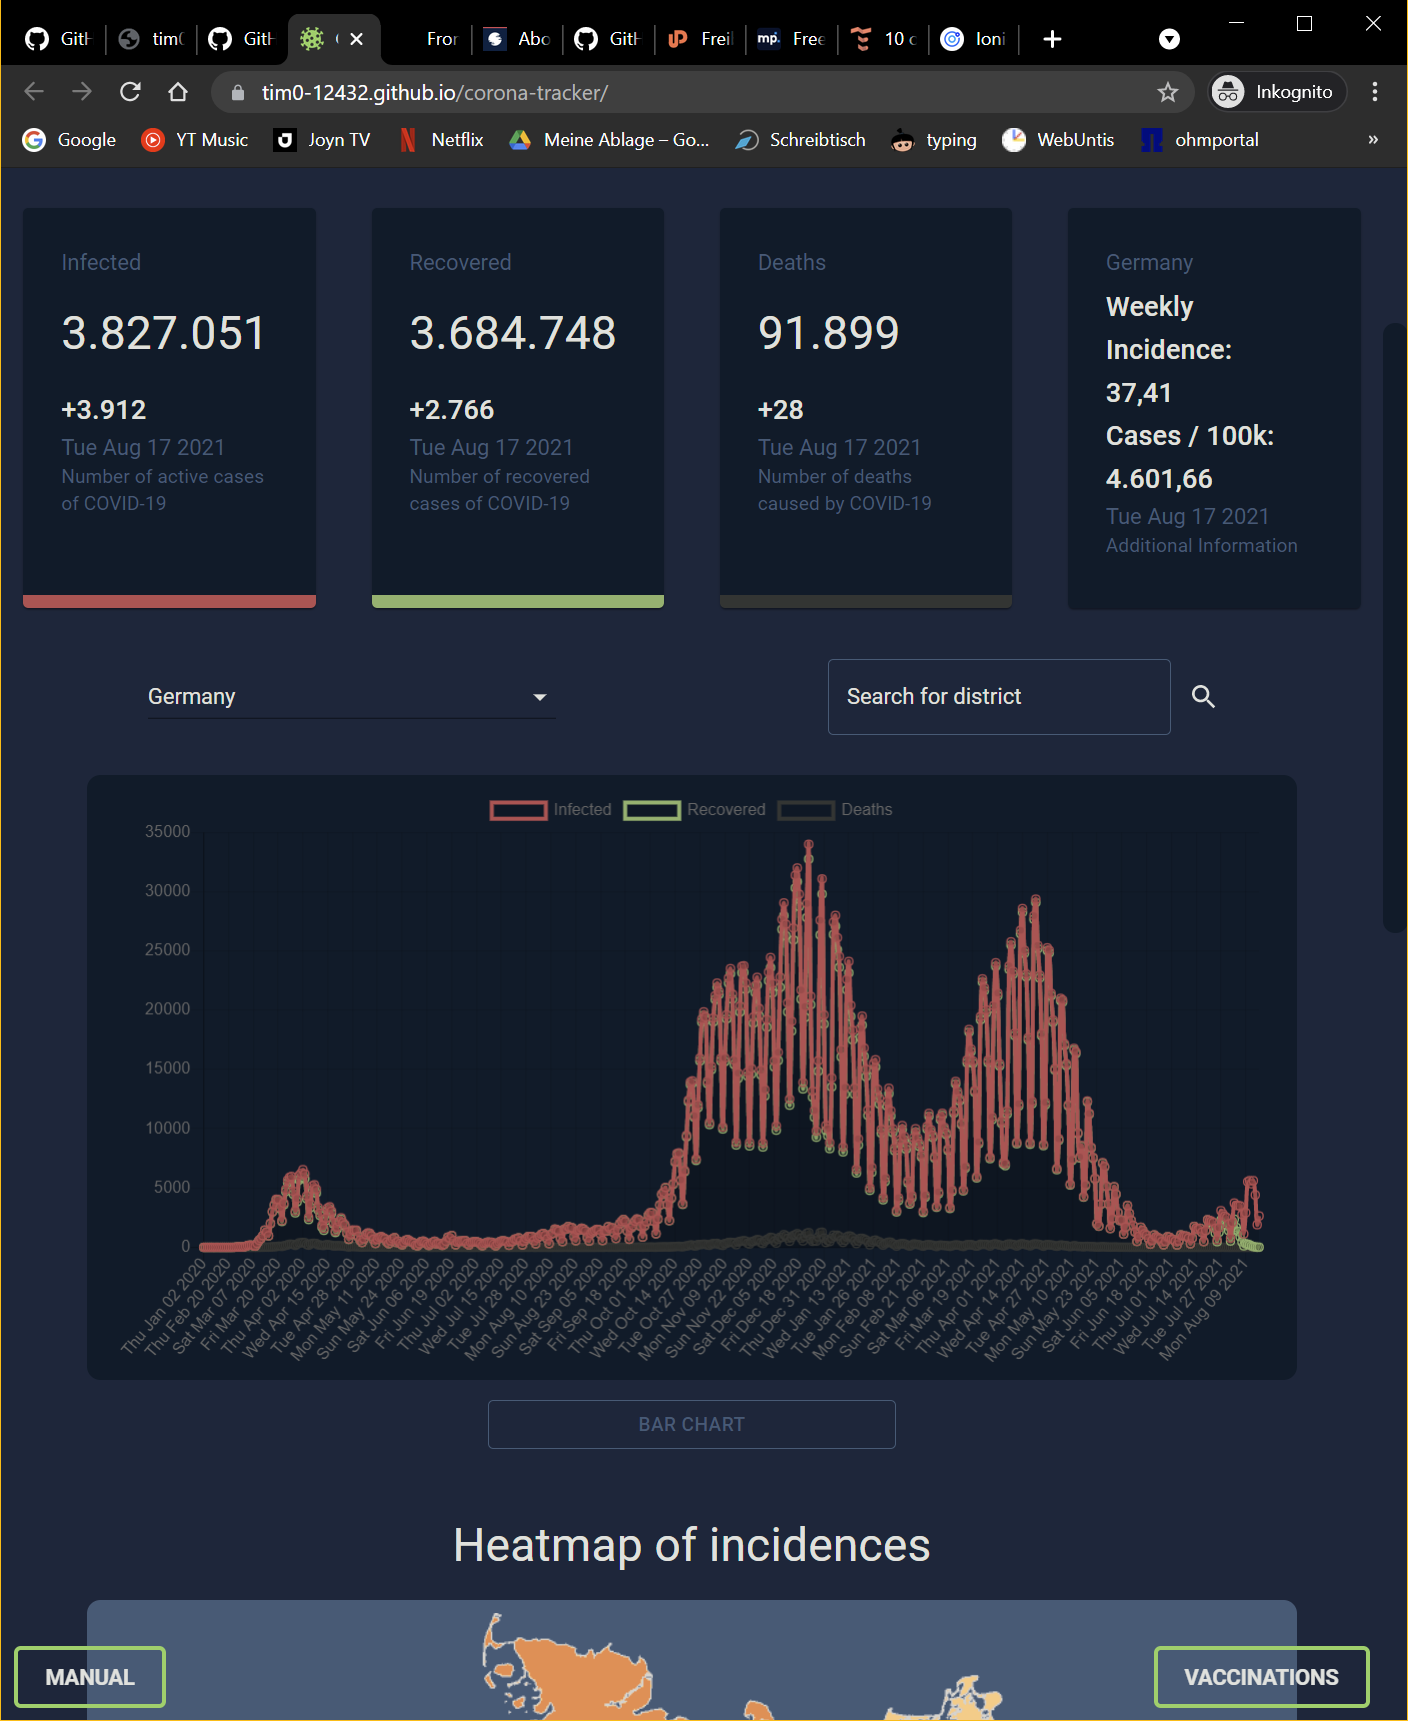 GitH
tim0
GitH
Fron
Abo
GitH
Freil
mp.
Free
10 c
Ioni
tim0-12432.github.io/corona-tracker/
Inkognito
Google
YT Music
Joyn TV
Netflix
Meine Ablage – Go...
Schreibtisch
typing
WebUntis
ohmportal
»
Infected
3.827.051
+3.912
Tue Aug 17 2021
Number of active cases
of COVID-19
Recovered
3.684.748
+2.766
Tue Aug 17 2021
Number of recovered
cases of COVID-19
Deaths
91.899
+28
Tue Aug 17 2021
Number of deaths
caused by COVID-19
Germany
Weekly
Incidence:
37,41
Cases / 100k:
4.601,66
Tue Aug 17 2021
Additional Information
Germany
Search for district
Infected
Recovered
Deaths
35000
30000
25000
20000
15000
10000
5000
0
Thu Jan 02 2020
Thu Feb 20 2020
Sat Mar 07 2020
Fri Mar 20 2020
Thu Apr 02 2020
Wed Apr 15 2020
Tue Apr 28 2020
Mon May 11 2020
Sun May 24 2020
Sat Jun 06 2020
Fri Jun 19 2020
Thu Jul 02 2020
Wed Jul 15 2020
Tue Jul 28 2020
Mon Aug 10 2020
Sun Aug 23 2020
Sat Sep 05 2020
Fri Sep 18 2020
Thu Oct 01 2020
Wed Oct 14 2020
Tue Oct 27 2020
Mon Nov 09 2020
Sun Nov 22 2020
Sat Dec 05 2020
Fri Dec 18 2020
Thu Dec 31 2020
Wed Jan 13 2021
Tue Jan 26 2021
Mon Feb 08 2021
Sun Feb 21 2021
Sat Mar 06 2021
Fri Mar 19 2021
Thu Apr 01 2021
Wed Apr 14 2021
Tue Apr 27 2021
Mon May 10 2021
Sun May 23 2021
Sat Jun 05 2021
Fri Jun 18 2021
Thu Jul 01 2021
Wed Jul 14 2021
Tue Jul 27 2021
Mon Aug 09 2021
BAR CHART
Heatmap of incidences
MANUAL
VACCINATIONS